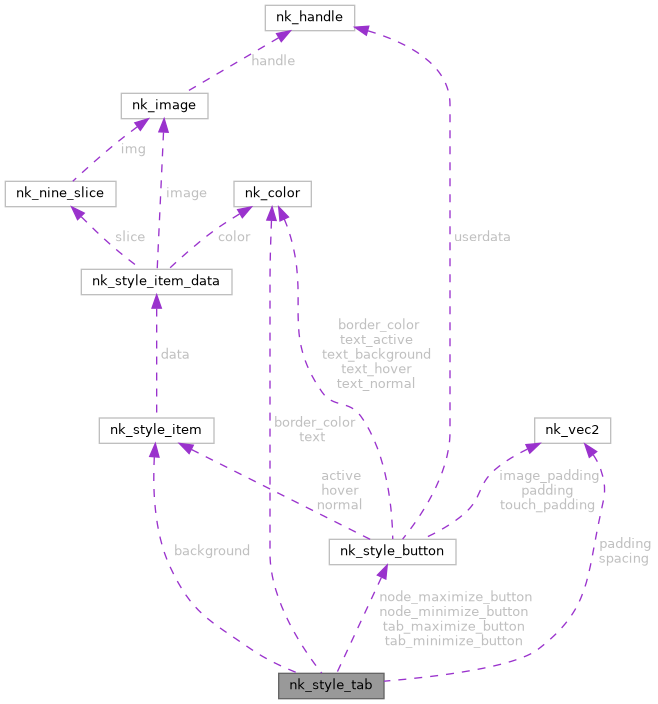 nk_handle
handle
nk_image
img
nk_nine_slice
image
nk_color
slice
color
userdata
nk_style_item_data
border_color
text_active
text_background
text_hover
text_normal
data
nk_style_item
border_color
text
nk_vec2
active
hover
normal
image_padding
padding
touch_padding
background
nk_style_button
padding
spacing
node_maximize_button
node_minimize_button
tab_maximize_button
tab_minimize_button
nk_style_tab